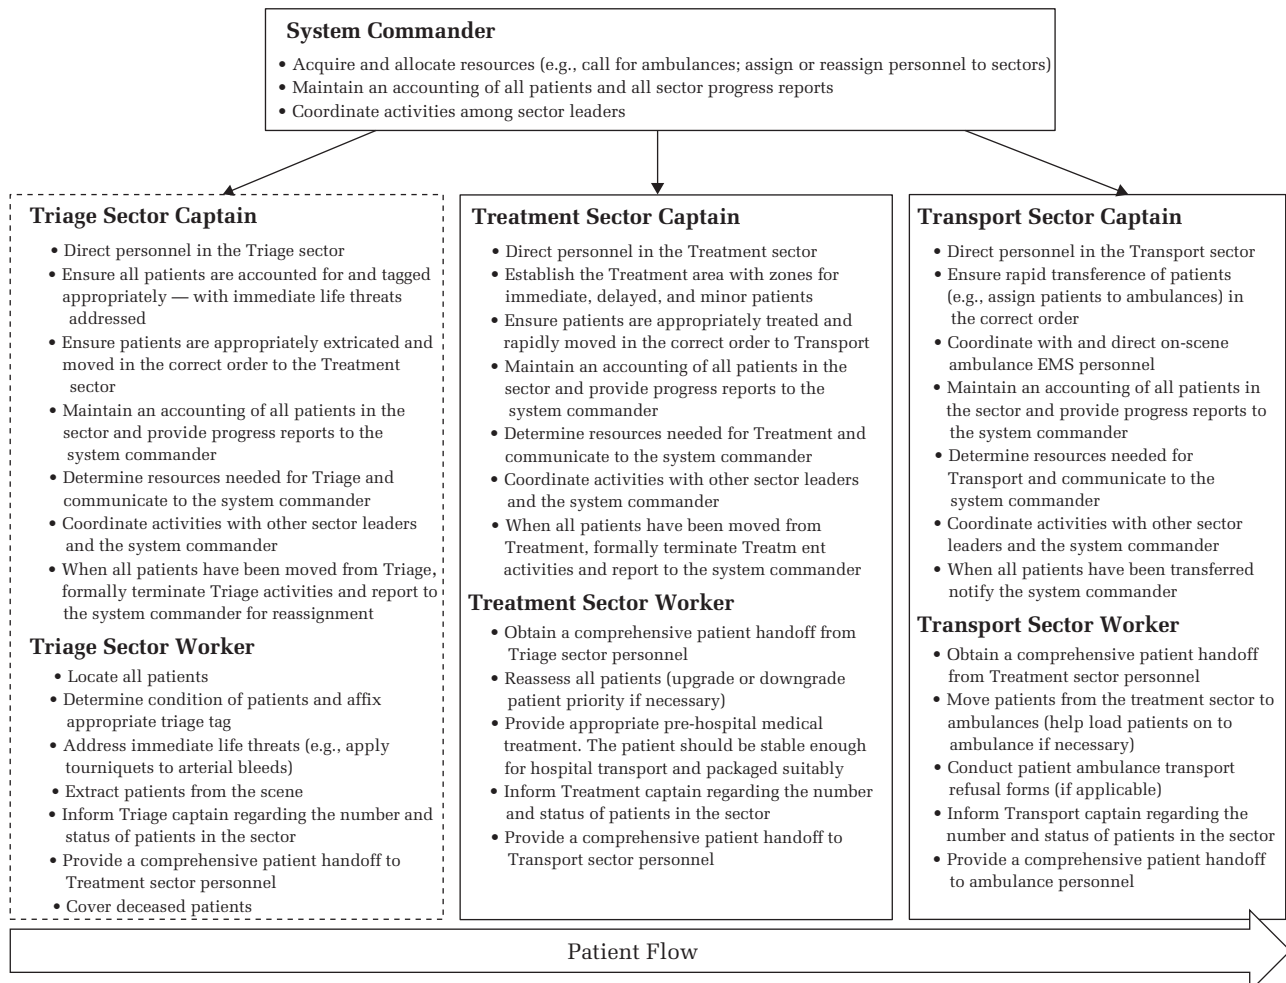 System Commander
• Acquire and allocate resources (e.g., call for ambulances; assign or reassign personnel to sectors)
• Maintain an accounting of all patients and all sector progress reports
• Coordinate activities among sector leaders
Triage Sector Captain
• Direct personnel in the Triage sector
• Ensure all patients are accounted for and tagged
appropriately — with immediate life threats
addressed
• Ensure patients are appropriately extricated and
moved in the correct order to the Treatment
sector
• Maintain an accounting of all patients in the
sector and provide progress reports to the
system commander
• Determine resources needed for Triage and
communicate to the system commander
• Coordinate activities with other sector leaders
and the system commander
• When all patients have been moved from Triage,
formally terminate Triage activities and report to
the system commander for reassignment
Triage Sector Worker
• Locate all patients
• Determine condition of patients and affix
appropriate triage tag
• Address immediate life threats (e.g., apply
tourniquets to arterial bleeds)
• Extract patients from the scene
• Inform Triage captain regarding the number and
status of patients in the sector
• Provide a comprehensive patient handoff to
Treatment sector personnel
• Cover deceased patients
Treatment Sector Captain
• Direct personnel in the Treatment sector
• Establish the Treatment area with zones for
immediate, delayed, and minor patients
• Ensure patients are appropriately treated and
rapidly moved in the correct order to Transport
• Maintain an accounting of all patients in the
sector and provide progress reports to the
system commander
• Determine resources needed for Treatment and
communicate to the system commander
• Coordinate activities with other sector leaders
and the system commander
• When all patients have been moved from
Treatment, formally terminate Treatm ent
activities and report to the system commander
Treatment Sector Worker
• Obtain a comprehensive patient handoff from
Triage sector personnel
• Reassess all patients (upgrade or downgrade
patient priority if necessary)
• Provide appropriate pre-hospital medical
treatment. The patient should be stable enough
for hospital transport and packaged suitably
• Inform Treatment captain regarding the number
and status of patients in the sector
• Provide a comprehensive patient handoff to
Transport sector personnel
Transport Sector Captain
• Direct personnel in the Transport sector
• Ensure rapid transference of patients
(e.g., assign patients to ambulances) in
the correct order
• Coordinate with and direct on-scene
ambulance EMS personnel
• Maintain an accounting of all patients in
the sector and provide progress reports to
the system commander
• Determine resources needed for
Transport and communicate to the
system commander
• Coordinate activities with other sector
leaders and the system commander
• When all patients have been transferred
notify the system commander
Transport Sector Worker
• Obtain a comprehensive patient handoff
from Treatment sector personnel
• Move patients from the treatment sector to
ambulances (help load patients on to
ambulance if necessary)
• Conduct patient ambulance transport
refusal forms (if applicable)
• Inform Transport captain regarding the
number and status of patients in the sector
• Provide a comprehensive patient handoff
to ambulance personnel
Patient Flow